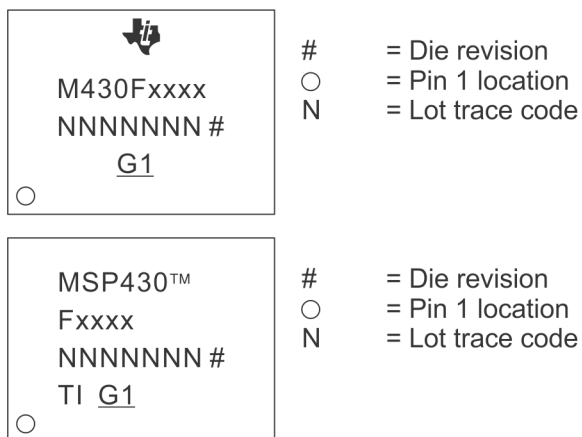 M430Fxxxx
NNNNNNN #
G1
# = Die revision
○ = Pin 1 location
N = Lot trace code
MSP430™
Fxxxx
NNNNNNN #
TI G1
# = Die revision
○ = Pin 1 location
N = Lot trace code